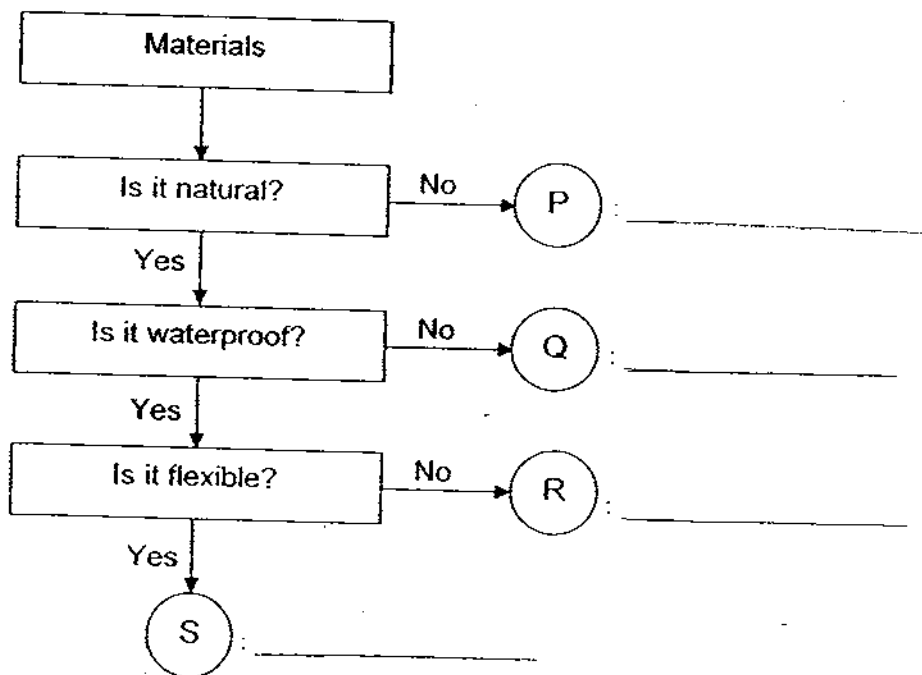 Materials
Is it natural?
No
P :
Yes
Is it waterproof?
No
Q :
Yes
Is it flexible?
No
R :
Yes
S :